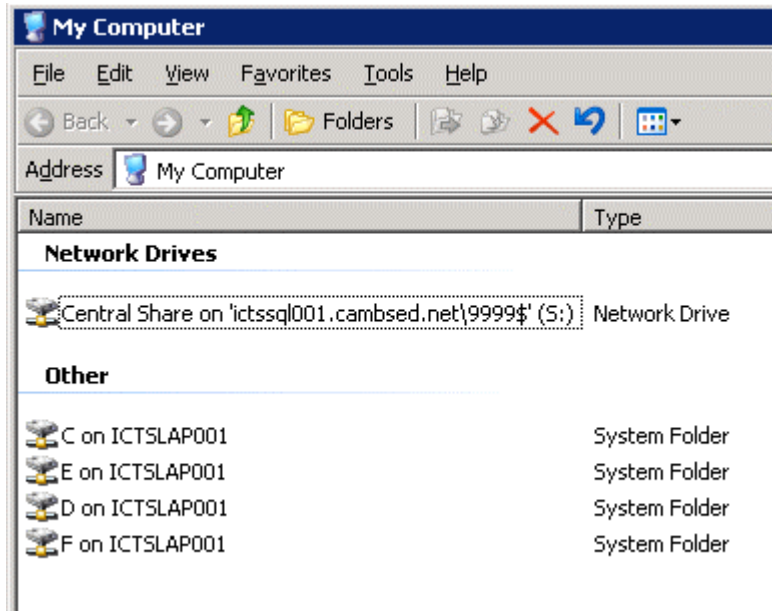 My Computer
File Edit View Favorites Tools Help
Back Folders
Address My Computer
Name Type
Network Drives
Central Share on 'ictssql001.cambsed.net\9999$' (S:) Network Drive
Other
C on ICTSLAP001 System Folder
E on ICTSLAP001 System Folder
D on ICTSLAP001 System Folder
F on ICTSLAP001 System Folder